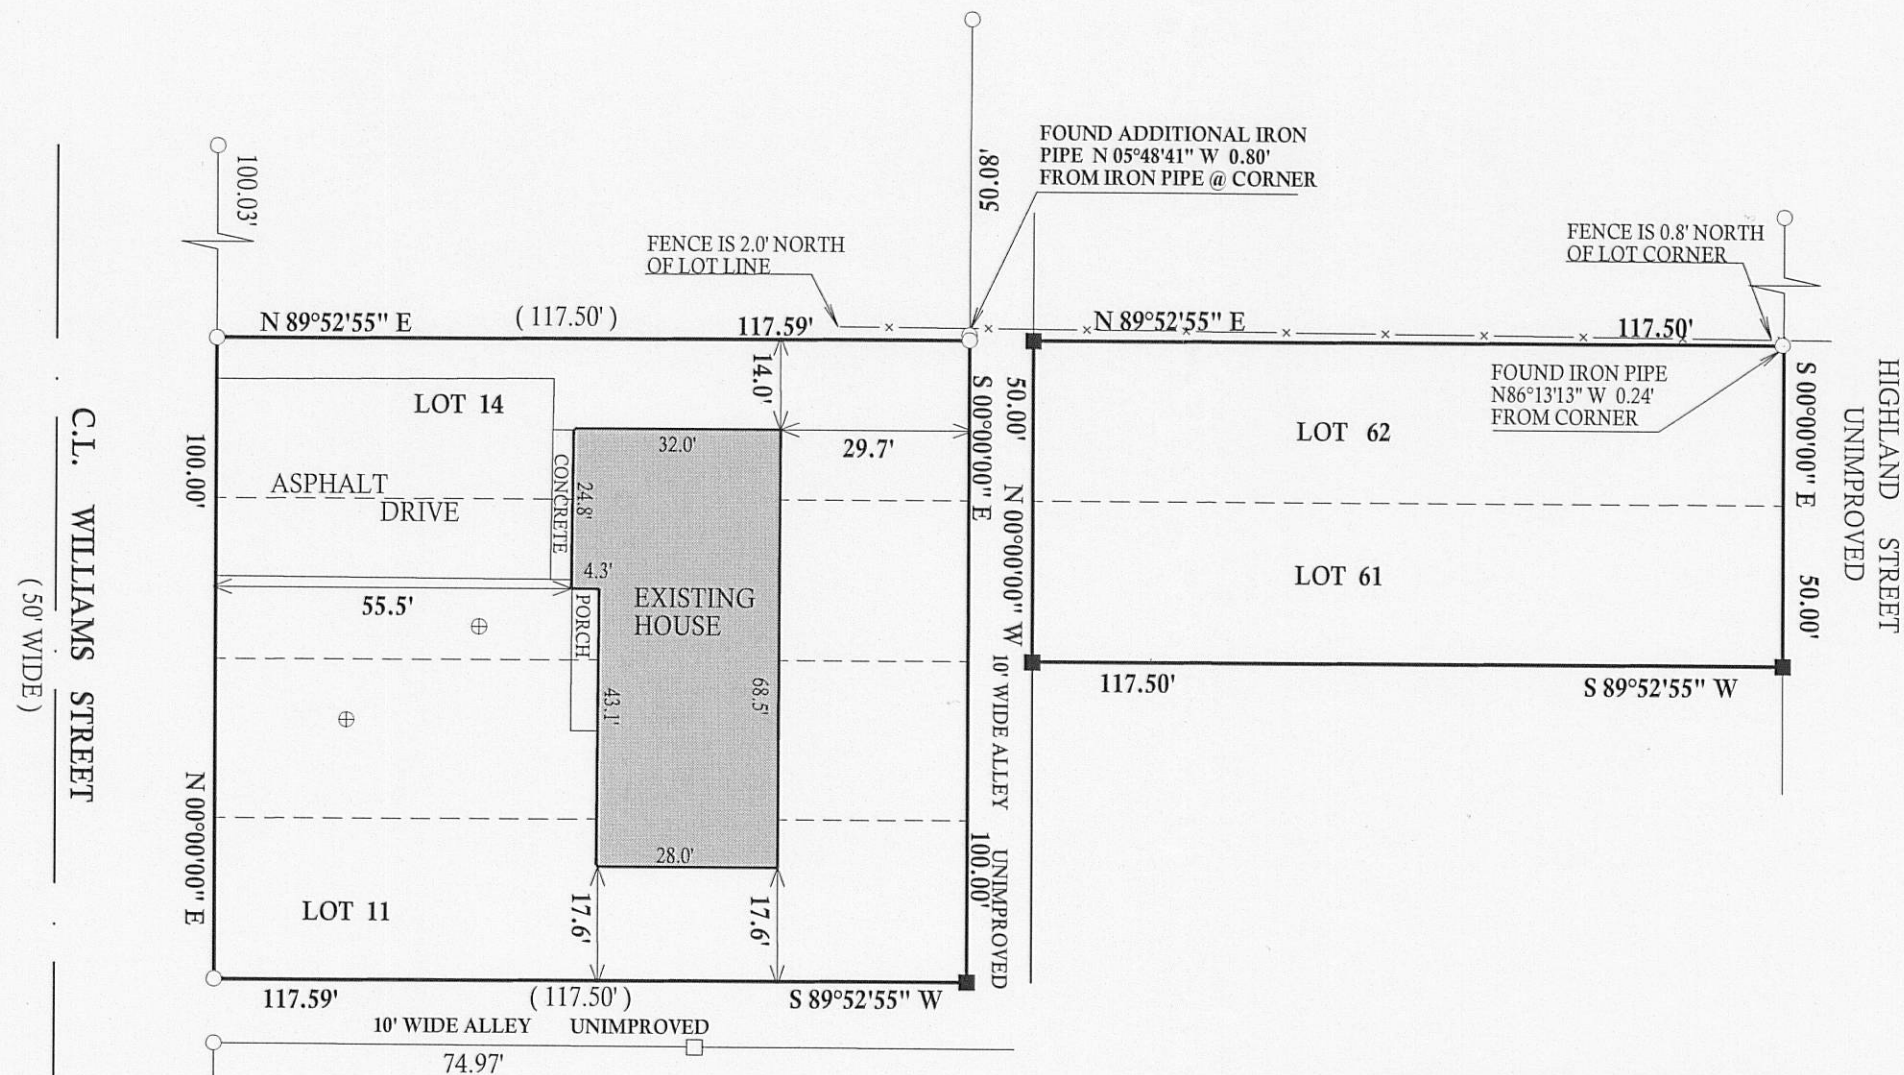 100.03'
50.08'
FOUND ADDITIONAL IRON
PIPE N 05°48'41" W 0.80'
FROM IRON PIPE @ CORNER
FENCE IS 2.0' NORTH
OF LOT LINE
FENCE IS 0.8' NORTH
OF LOT CORNER
N 89°52'55" E
( 117.50' )
117.59'
N 89°52'55" E
117.50'
14.0'
LOT 14
32.0'
29.7'
S 00°00'00" E
100.00'
50.00'
N 00°00'00" W
LOT 62
FOUND IRON PIPE
N86°13'13" W 0.24'
FROM CORNER
S 00°00'00" E
50.00'
HIGHLAND STREET
UNIMPROVED
C.L. WILLIAMS STREET
( 50' WIDE )
100.00'
N 00°00'00" E
ASPHALT
DRIVE
CONCRETE
24.8'
4.3'
55.5'
PORCH
EXISTING
HOUSE
43.1'
68.5'
LOT 61
117.50'
S 89°52'55" W
10' WIDE ALLEY UNIMPROVED
28.0'
17.6'
17.6'
LOT 11
117.59'
( 117.50' )
S 89°52'55" W
10' WIDE ALLEY UNIMPROVED
74.97'